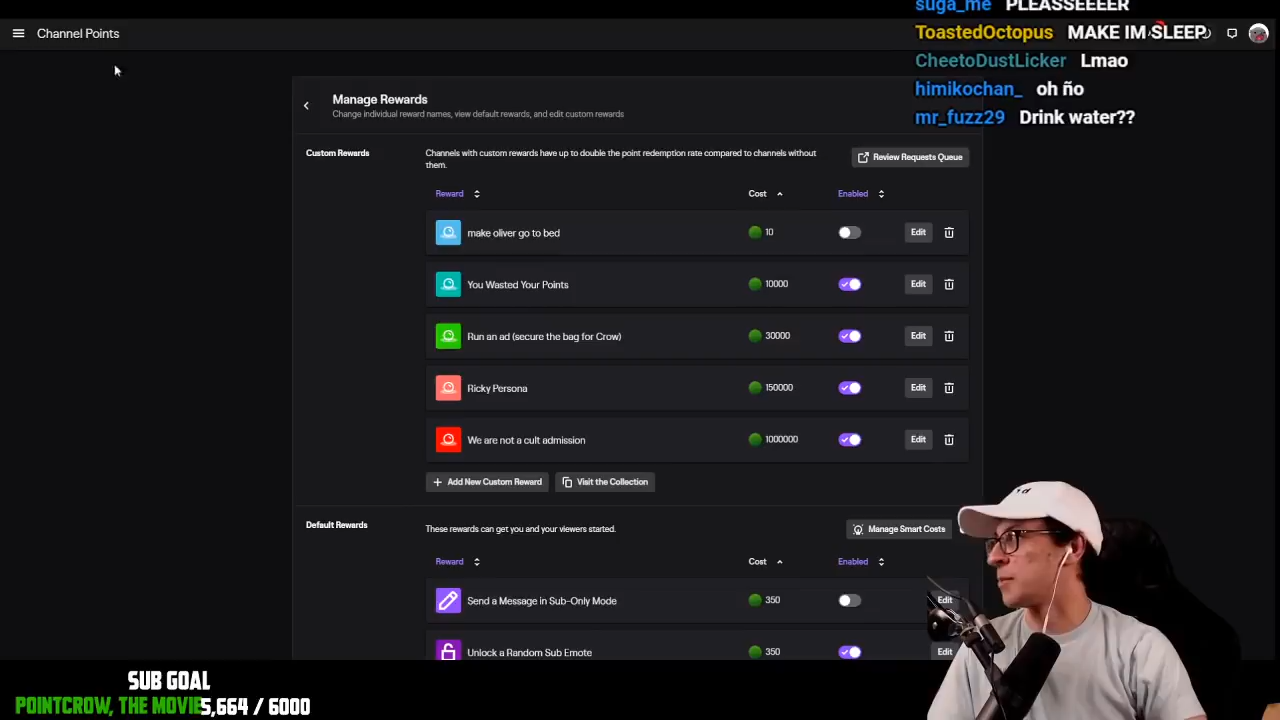 suga_me PLEASSEEEER
Channel Points
ToastedOctopus MAKE IM SLEEP
CheetoDustLicker Lmao
himikochan_ oh ño
mr_fuzz29 Drink water??
Manage Rewards
Change individual reward names, view default rewards, and edit custom rewards
Custom Rewards
Channels with custom rewards have up to double the point redemption rate compared to channels without
them.
Review Requests Queue
Reward Cost Enabled
make oliver go to bed 10 Edit
You Wasted Your Points 10000 Edit
Run an ad (secure the bag for Crow) 30000 Edit
Ricky Persona 150000 Edit
We are not a cult admission 1000000 Edit
+ Add New Custom Reward Visit the Collection
Default Rewards
These rewards can get you and your viewers started.
Manage Smart Costs
Reward Cost Enabled
Send a Message in Sub-Only Mode 350 Edit
Unlock a Random Sub Emote 350 Edit
SUB GOAL
POINTCROW, THE MOVIE 5,664 / 6000